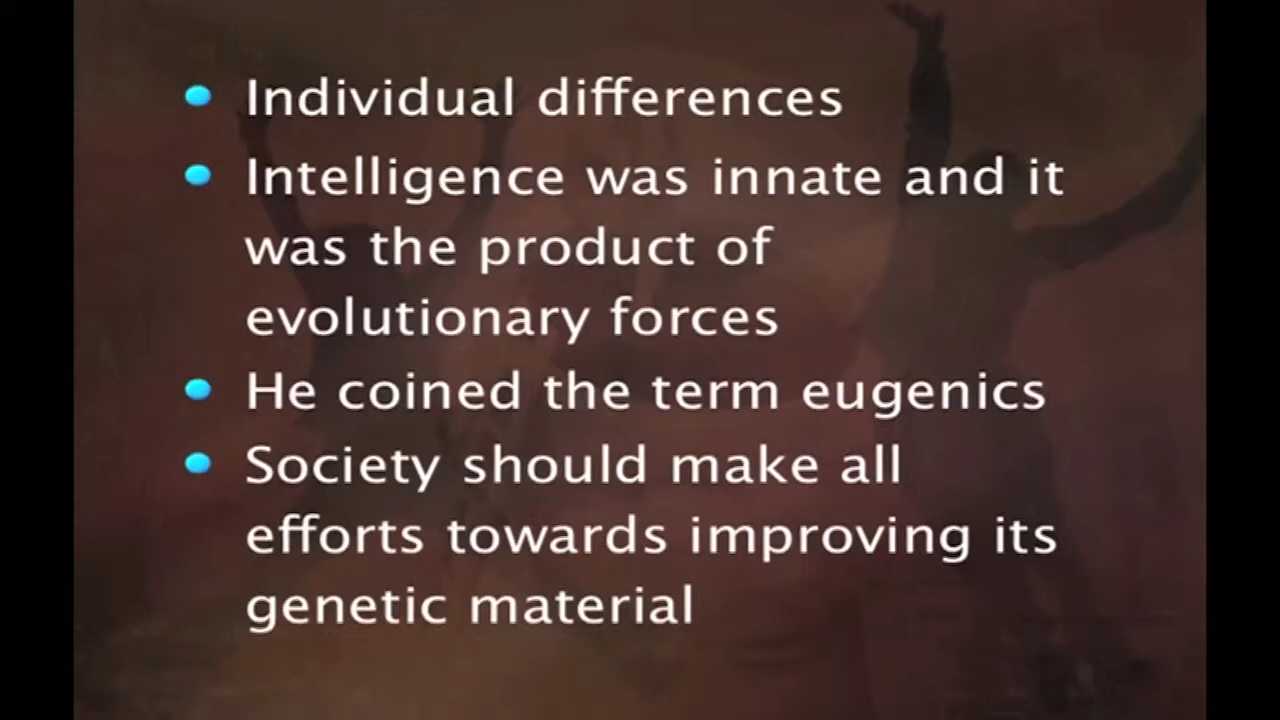 Individual differences
Intelligence was innate and it
was the product of
evolutionary forces
He coined the term eugenics
Society should make all
efforts towards improving its
genetic material